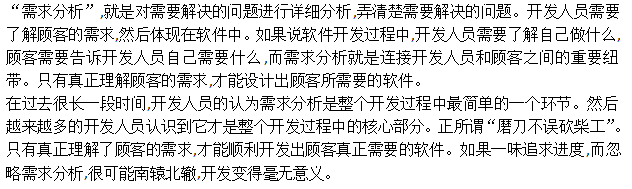 “需求分析”,就是对需要解决的问题进行详细分析,弄清楚需要解决的问题。开发人员需要
了解顾客的需求,然后体现在软件中。如果说软件开发过程中,开发人员需要了解自己做什么,
顾客需要告诉开发人员自己需要什么,而需求分析就是连接开发人员和顾客之间的重要纽
带。只有真正理解顾客的需求,才能设计出顾客所需要的软件。
在过去很长一段时间,开发人员的认为需求分析是整个开发过程中最简单的一个环节。然后
越来越多的开发人员认识到它才是整个开发过程中的核心部分。正所谓“磨刀不误砍柴工”。
只有真正理解了顾客的需求,才能顺利开发出顾客真正需要的软件。如果一味追求进度,而忽
略需求分析,很可能南辕北辙,开发变得毫无意义。